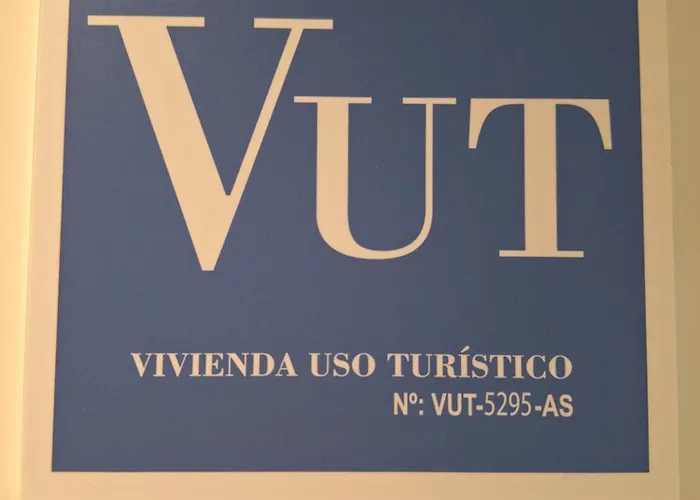 VUT
VIVIENDA USO TURÍSTICO
Nº: VUT-5295-AS